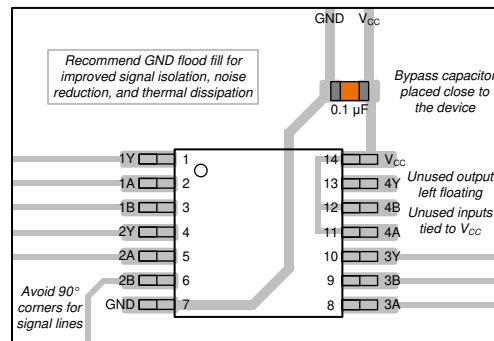 GND VCC
Recommend GND flood fill for
improved signal isolation, noise
reduction, and thermal dissipation
Bypass capacitor
placed close to
the device
0.1 µF
1Y 1 14 VCC
1A 2 13 4Y
Unused output
left floating
1B 3 12 4B
Unused inputs
tied to VCC
2Y 4 11 4A
2A 5 10 3Y
2B 6 9 3B
GND 7 8 3A
Avoid 90°
corners for
signal lines